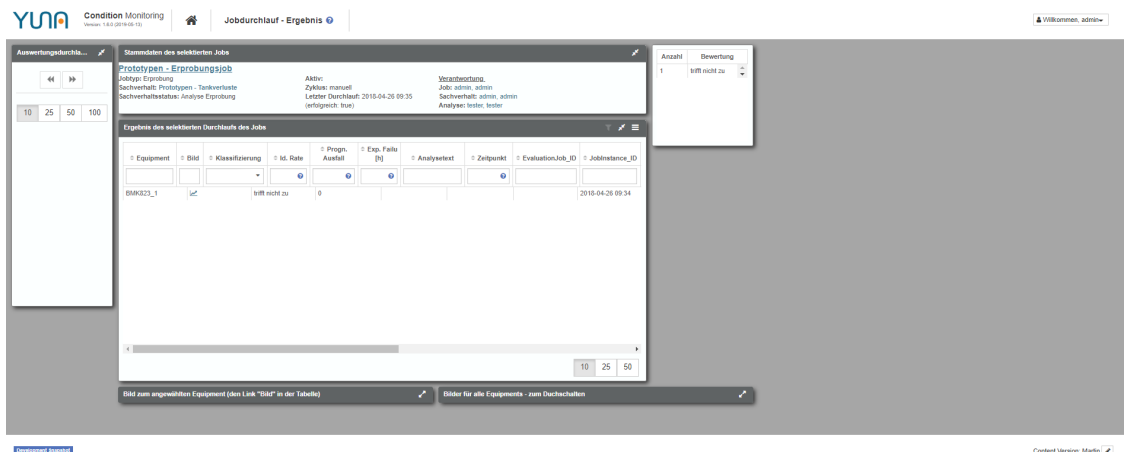 YUNA
Condition Monitoring
Version: 1.8.0 (2019-05-13)
Jobdurchlauf - Ergebnis
Willkommen, admin
Auswertungsdurchla...
10 25 50 100
Stammdaten des selektierten Jobs
Prototypen - Erprobungsjob
Jobtyp: Erprobung
Sachverhalt: Prototypen - Tankverluste
Sachverhaltsstatus: Analyse Erprobung
Aktiv:
Zyklus: manuell
Letzter Durchlauf: 2018-04-26 09:35
(erfolgreich: true)
Verantwortung
Job: admin, admin
Sachverhalt: admin, admin
Analyse: tester, tester
Anzahl Bewertung
1 trifft nicht zu
Ergebnis des selektierten Durchlaufs des Jobs
Equipment Bild Klassifizierung Id. Rate Progn. Ausfall Exp. Failu [h] Analysetext Zeitpunkt EvaluationJob_ID JobInstance_ID
BMK823_1 trifft nicht zu 0 2018-04-26 09:34
10 25 50
Bild zum angewählten Equipment (den Link "Bild" in der Tabelle)
Bilder für alle Equipments - zum Duchschalten
Development Snapshot
Content Version: Martin